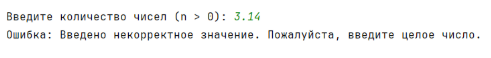 Введите количество чисел (n > 0): 3.14
Ошибка: Введено некорректное значение. Пожалуйста, введите целое число.